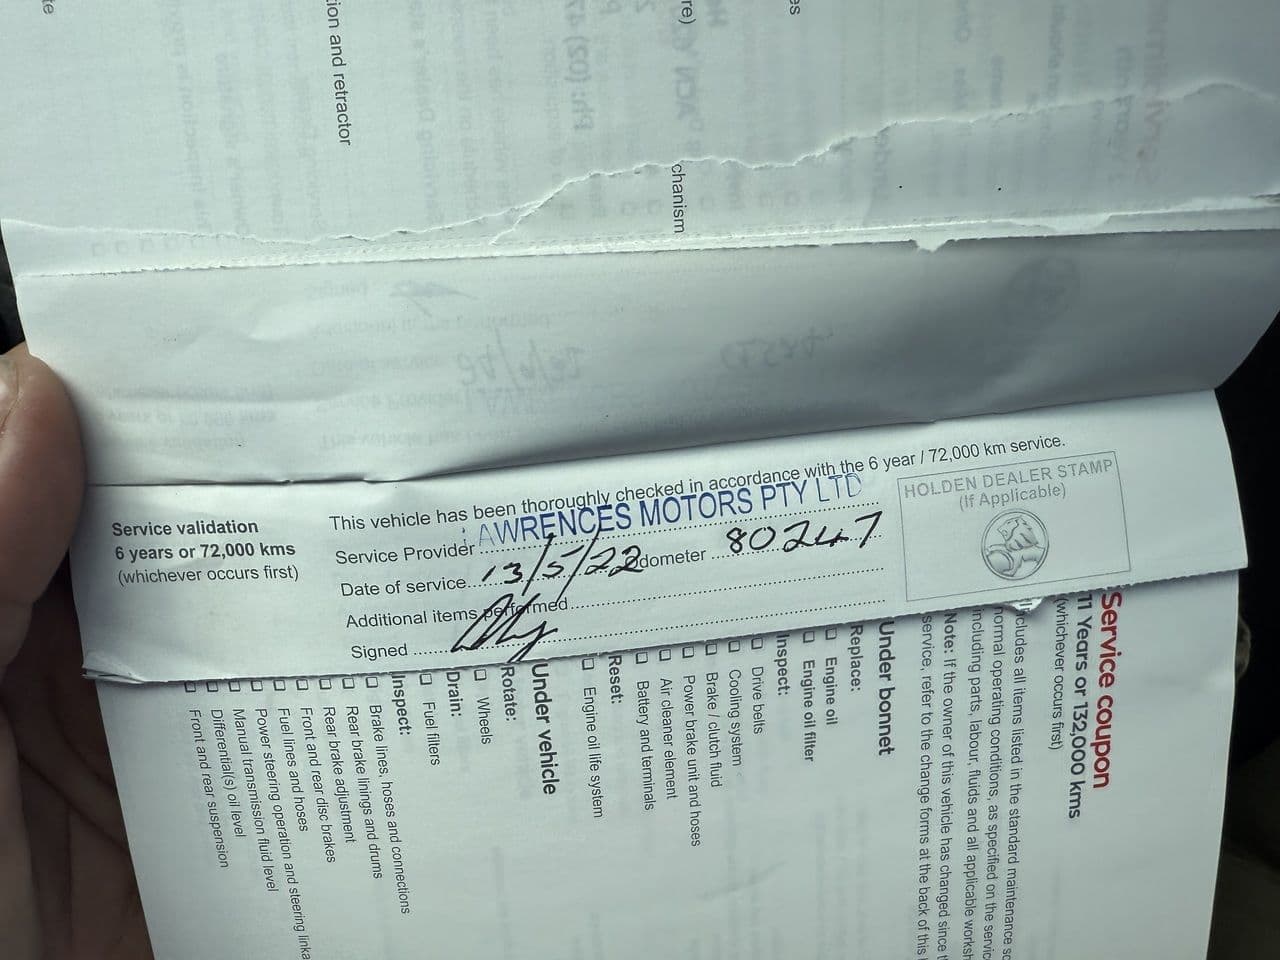 te
ion and retractor
re)
es
chanism
Service validation
6 years or 72,000 kms
(whichever occurs first)
This vehicle has been thoroughly checked in accordance with the 6 year / 72,000 km service.
Service Provider AWRENCES MOTORS PTY LTD
Date of service 13/5/22 dometer 80247
Additional items performed
Signed
HOLDEN DEALER STAMP
(If Applicable)
Service coupon
11 Years or 132,000 kms
(whichever occurs first)
includes all items listed in the standard maintenance sc
normal operating conditions, as specified on the servic
including parts, labour, fluids and all applicable worksh
Note: If the owner of this vehicle has changed since t
service, refer to the change forms at the back of this
Under bonnet
Replace:
Engine oil
Engine oil filter
Inspect:
Drive belts
Cooling system
Brake / clutch fluid
Power brake unit and hoses
Air cleaner element
Battery and terminals
Reset:
Engine oil life system
Under vehicle
Rotate:
Wheels
Drain:
Fuel filters
Inspect:
Brake lines, hoses and connections
Rear brake linings and drums
Rear brake adjustment
Front and rear disc brakes
Fuel lines and hoses
Power steering operation and steering linka
Manual transmission fluid level
Differential(s) oil level
Front and rear suspension